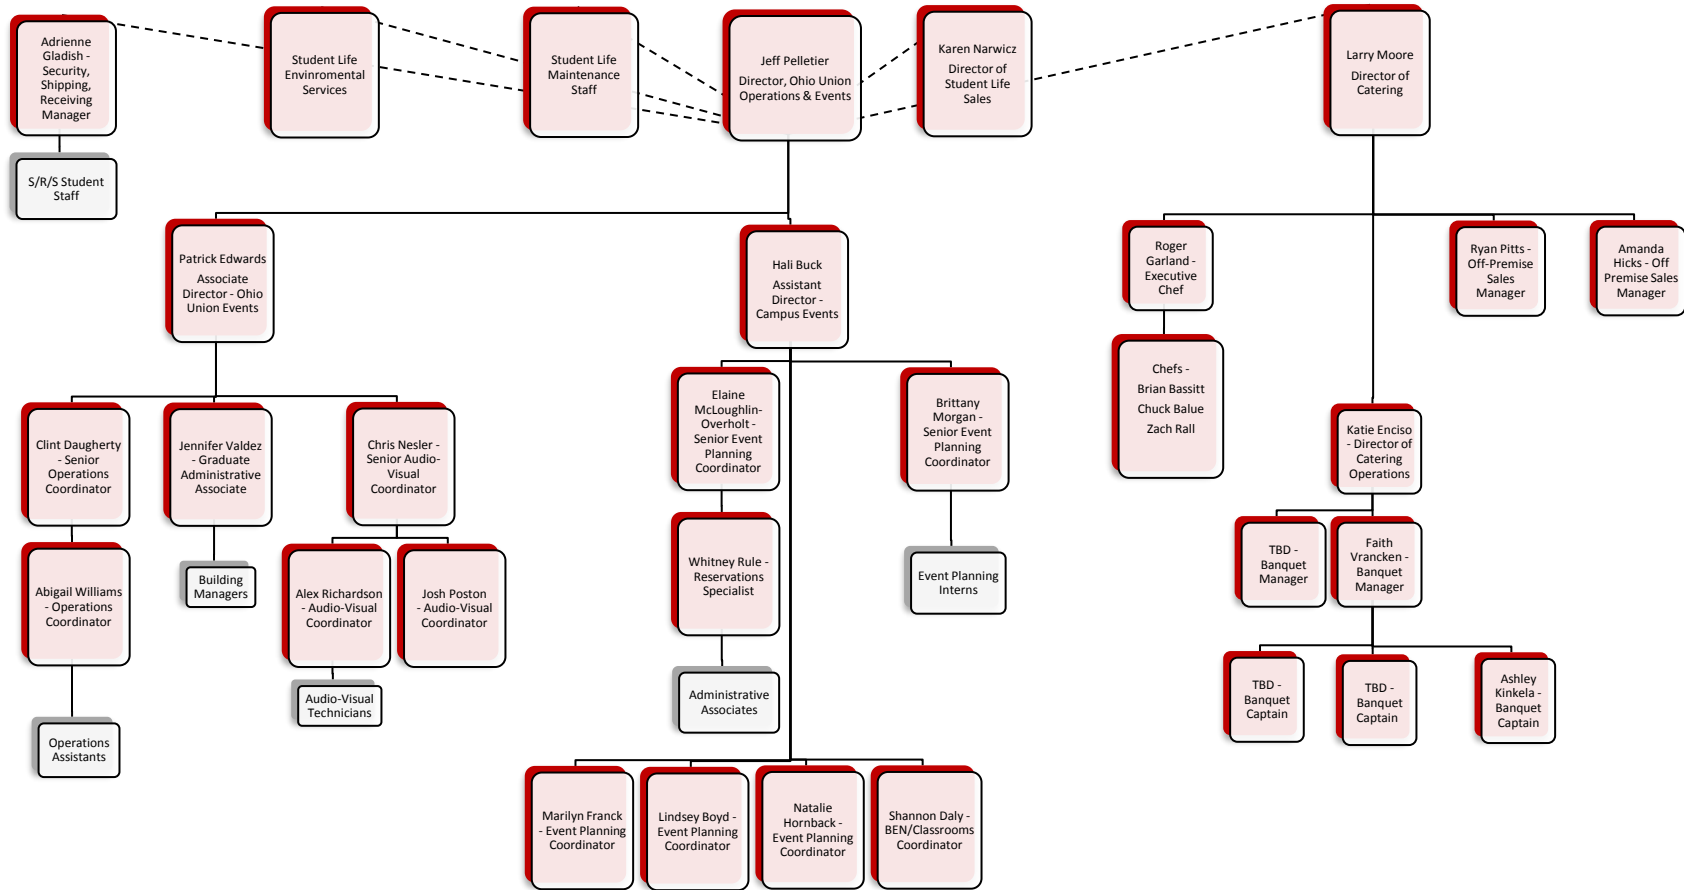 Adrienne
Gladish -
Security,
Shipping,
Receiving
Manager
Student Life
Envinromental
Services
Student Life
Maintenance
Staff
Jeff Pelletier
Director, Ohio Union
Operations & Events
Karen Narwicz
Director of
Student Life
Sales
Larry Moore
Director of
Catering
S/R/S Student
Staff
Patrick Edwards
Associate
Director - Ohio
Union Events
Hali Buck
Assistant
Director -
Campus Events
Roger
Garland -
Executive
Chef
Ryan Pitts -
Off-Premise
Sales
Manager
Amanda
Hicks - Off
Premise Sales
Manager
Chefs -
Brian Bassitt
Chuck Balue
Zach Rall
Clint Daugherty
- Senior
Operations
Coordinator
Jennifer Valdez
- Graduate
Administrative
Associate
Chris Nesler -
Senior Audio-
Visual
Coordinator
Elaine
McLoughlin-
Overholt -
Senior Event
Planning
Coordinator
Brittany
Morgan -
Senior Event
Planning
Coordinator
Katie Enciso
- Director of
Catering
Operations
Abigail Williams
- Operations
Coordinator
Building
Managers
Alex Richardson
- Audio-Visual
Coordinator
Josh Poston
- Audio-Visual
Coordinator
Whitney Rule -
Reservations
Specialist
Event Planning
Interns
TBD -
Banquet
Manager
Faith
Vrancken -
Banquet
Manager
Operations
Assistants
Audio-Visual
Technicians
Administrative
Associates
TBD -
Banquet
Captain
TBD -
Banquet
Captain
Ashley
Kinkela -
Banquet
Captain
Marilyn Franck
- Event Planning
Coordinator
Lindsey Boyd -
Event Planning
Coordinator
Natalie
Hornback -
Event Planning
Coordinator
Shannon Daly -
BEN/Classrooms
Coordinator